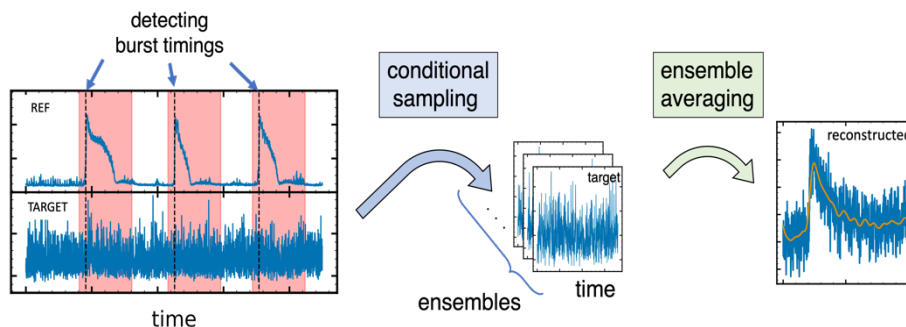 detecting
burst timings
REF
TARGET
time
conditional
sampling
target
. . .
ensembles
time
ensemble
averaging
reconstructed